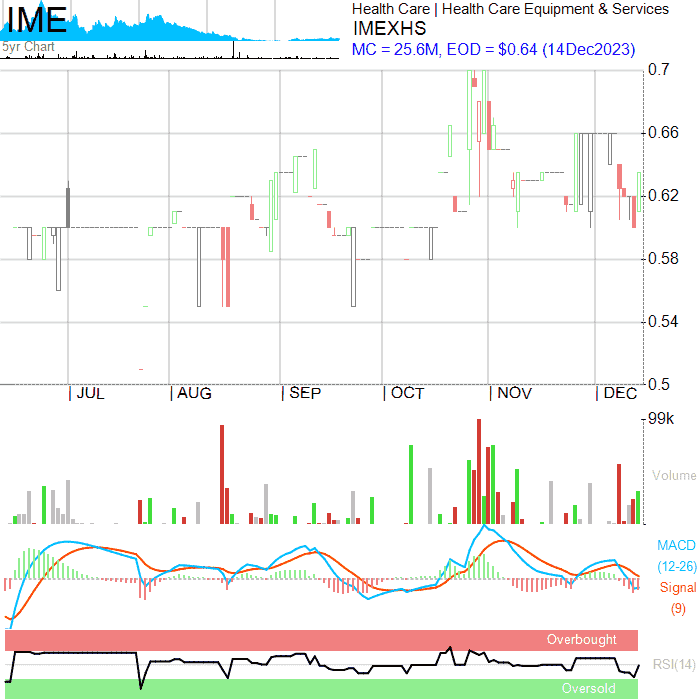 IME
5yr Chart
Health Care | Health Care Equipment & Services
IMEXHS
MC = 25.6M, EOD = $0.64 (14Dec2023)
0.7
0.66
0.62
0.58
0.54
0.5
| JUL | AUG | SEP | OCT | NOV | DEC
99k
Volume
MACD
(12-26)
Signal
(9)
Overbought
RSI(14)
Oversold